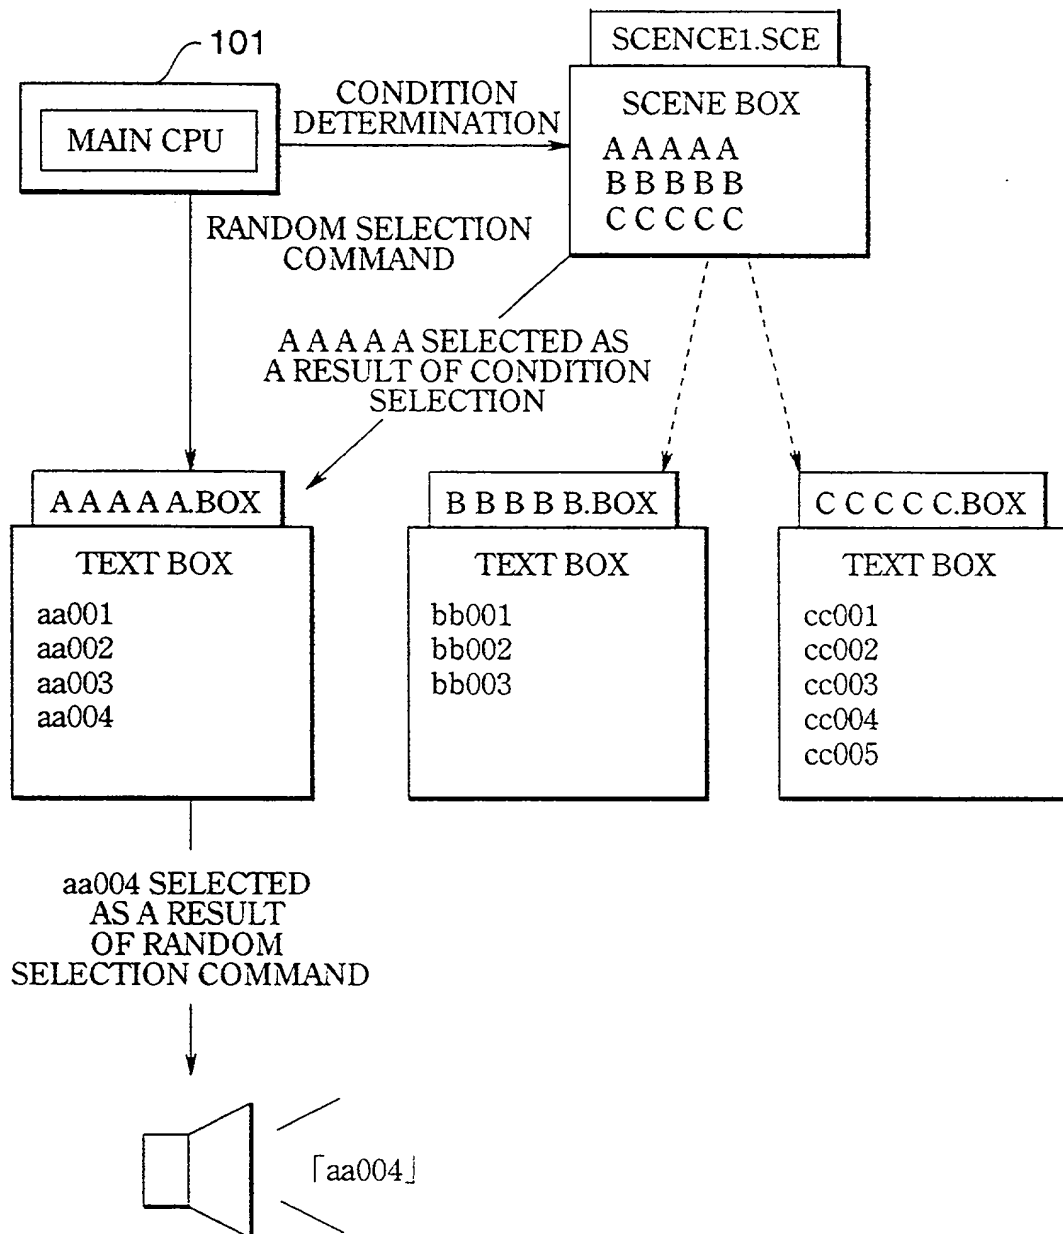 101
MAIN CPU
CONDITION
DETERMINATION
SCENCE1.SCE
SCENE BOX
A A A A A
B B B B B
C C C C C
RANDOM SELECTION
COMMAND
A A A A A SELECTED AS
A RESULT OF CONDITION
SELECTION
A A A A A.BOX
TEXT BOX
aa001
aa002
aa003
aa004
B B B B B.BOX
TEXT BOX
bb001
bb002
bb003
C C C C C.BOX
TEXT BOX
cc001
cc002
cc003
cc004
cc005
aa004 SELECTED
AS A RESULT
OF RANDOM
SELECTION COMMAND
「aa004」